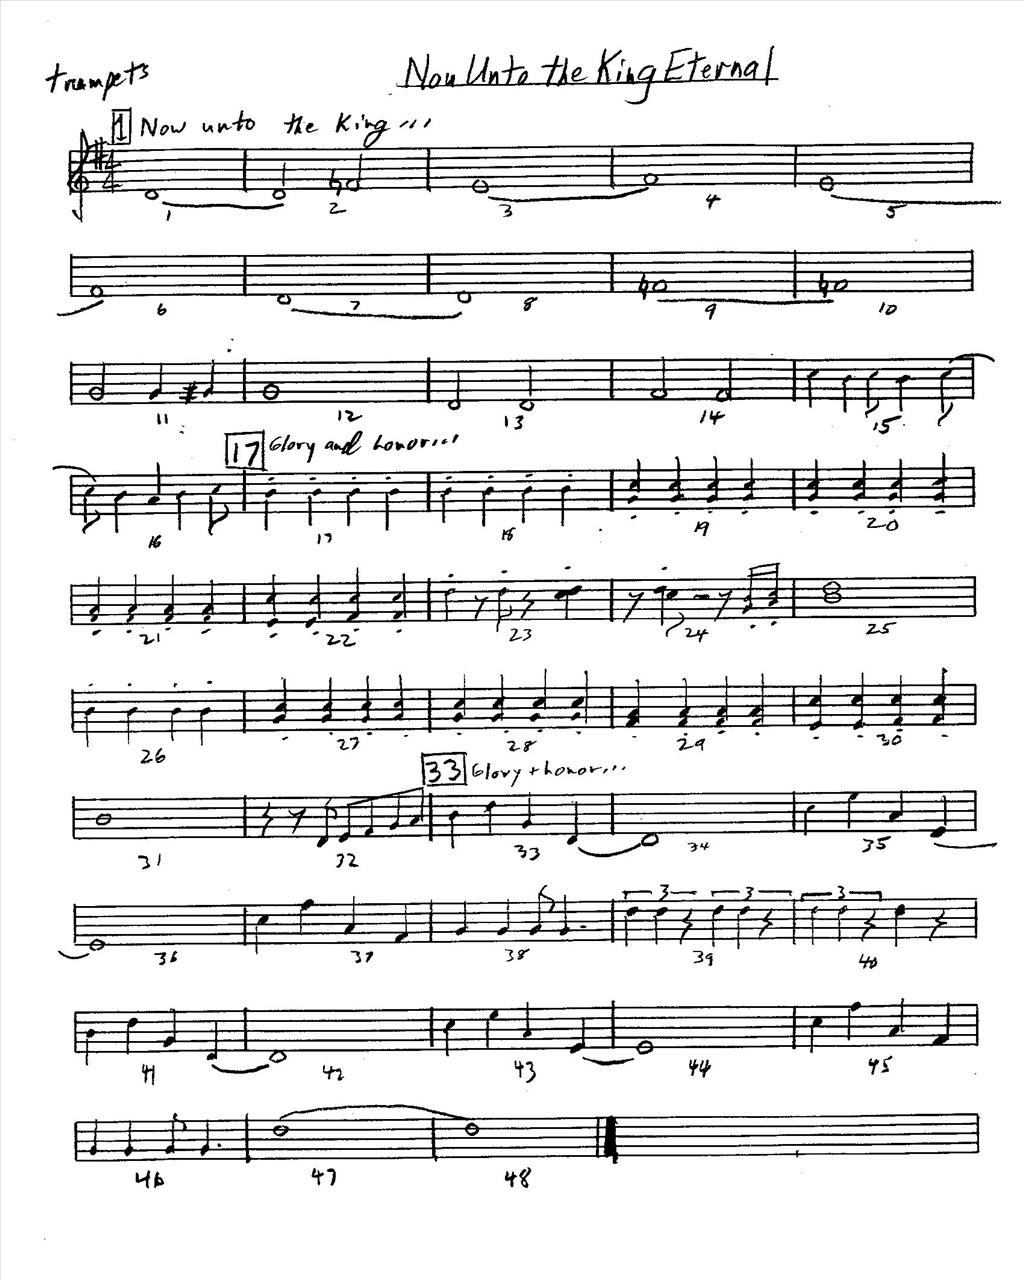 trumpets
Now Unto the King Eternal
1 Now unto the King...
4
4
1 2 3 4 5
6 7 8 9 10
11 12 13 14 15
17 Glory and honor...
16 17 18 19 20
21 22 23 24 25
26 27 28 29 30
33 Glory + honor...
31 32 33 34 35
3 3 3
36 37 38 39 40
41 42 43 44 45
46 47 48